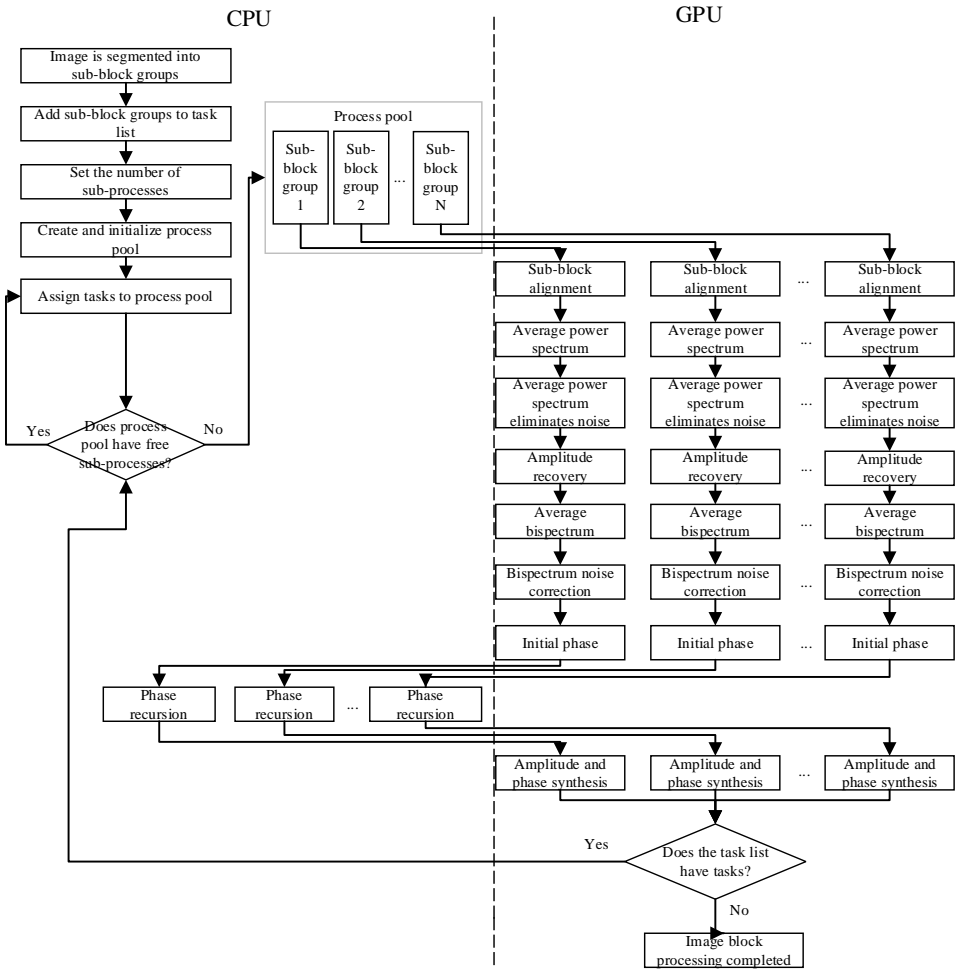 CPU
GPU
Image is segmented into
sub-block groups
Add sub-block groups to task
list
Set the number of
sub-processes
Create and initialize process
pool
Assign tasks to process pool
Does process
pool have free
sub-processes?
Yes
No
Process pool
Sub-
block
group
1
Sub-
block
group
2
...
Sub-
block
group
N
Sub-block
alignment
Sub-block
alignment
...
Sub-block
alignment
Average power
spectrum
Average power
spectrum
...
Average power
spectrum
Average power
spectrum
eliminates noise
Average power
spectrum
eliminates noise
...
Average power
spectrum
eliminates noise
Amplitude
recovery
Amplitude
recovery
...
Amplitude
recovery
Average
bispectrum
Average
bispectrum
...
Average
bispectrum
Bispectrum noise
correction
Bispectrum noise
correction
...
Bispectrum noise
correction
Initial phase
Initial phase
...
Initial phase
Phase
recursion
Phase
recursion
...
Phase
recursion
Amplitude and
phase synthesis
Amplitude and
phase synthesis
...
Amplitude and
phase synthesis
Yes
Does the task list
have tasks?
No
Image block
processing completed